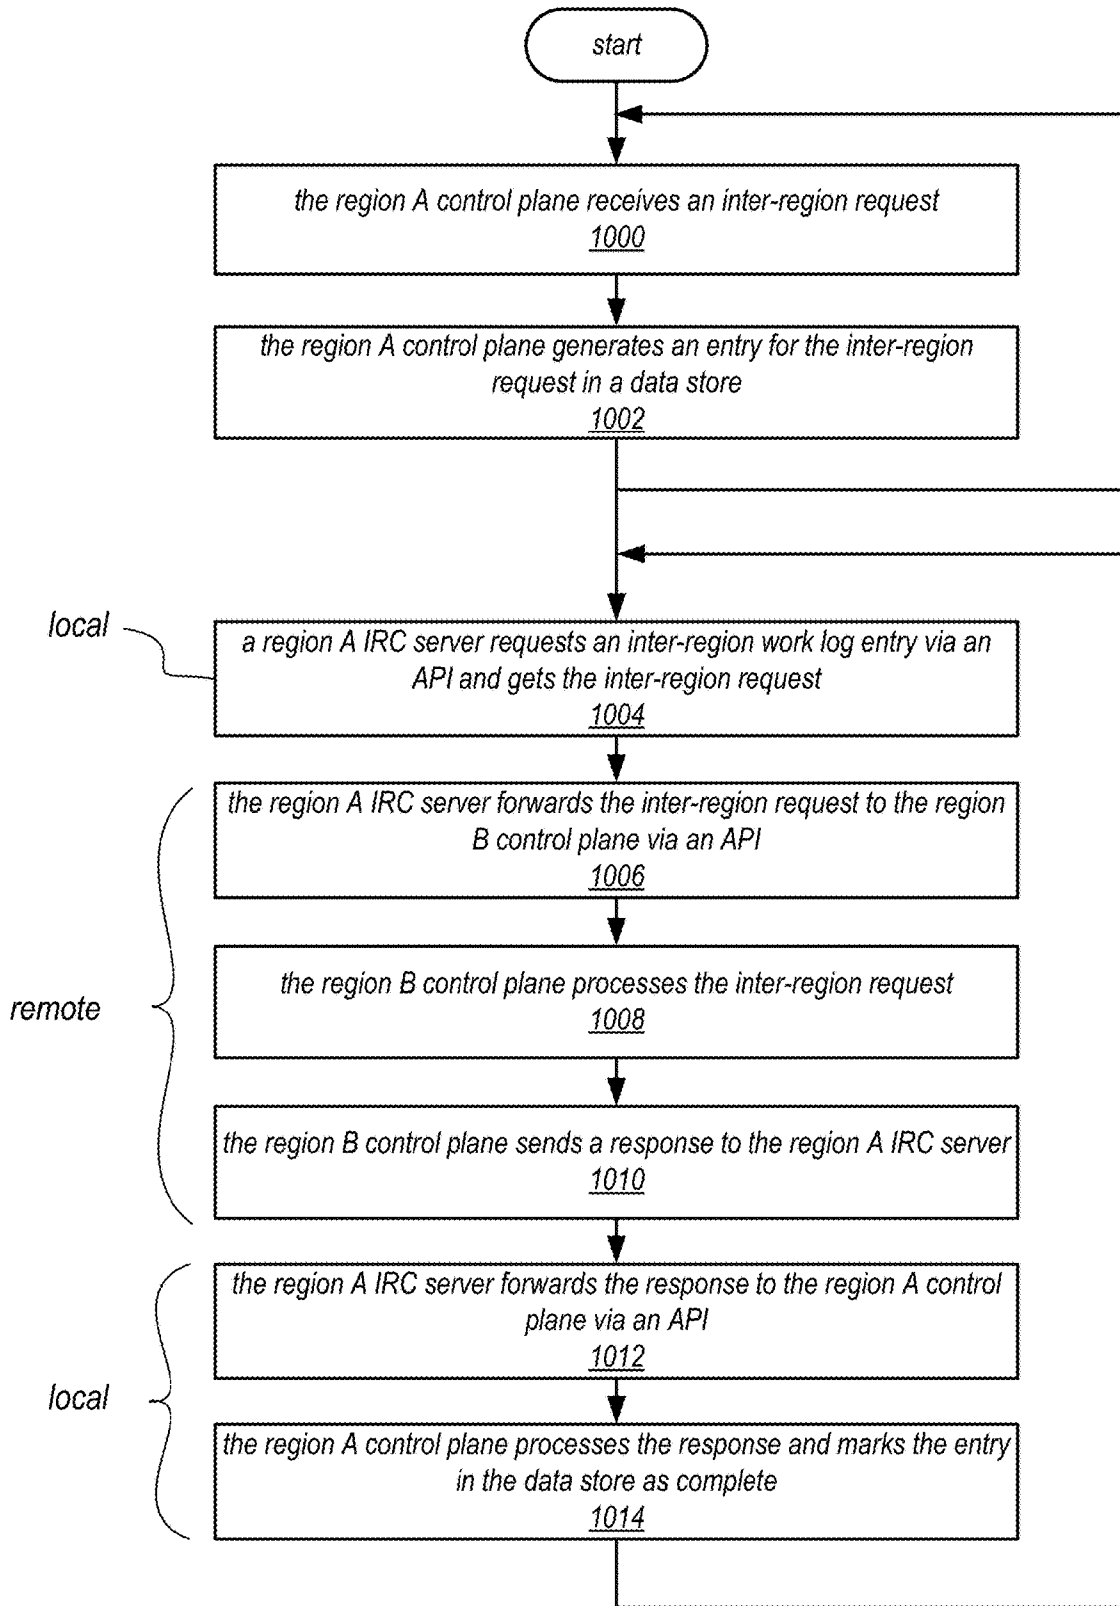 start
the region A control plane receives an inter-region request
1000
the region A control plane generates an entry for the inter-region
request in a data store
1002
local
a region A IRC server requests an inter-region work log entry via an
API and gets the inter-region request
1004
the region A IRC server forwards the inter-region request to the region
B control plane via an API
1006
the region B control plane processes the inter-region request
1008
remote
the region B control plane sends a response to the region A IRC server
1010
the region A IRC server forwards the response to the region A control
plane via an API
1012
local
the region A control plane processes the response and marks the entry
in the data store as complete
1014